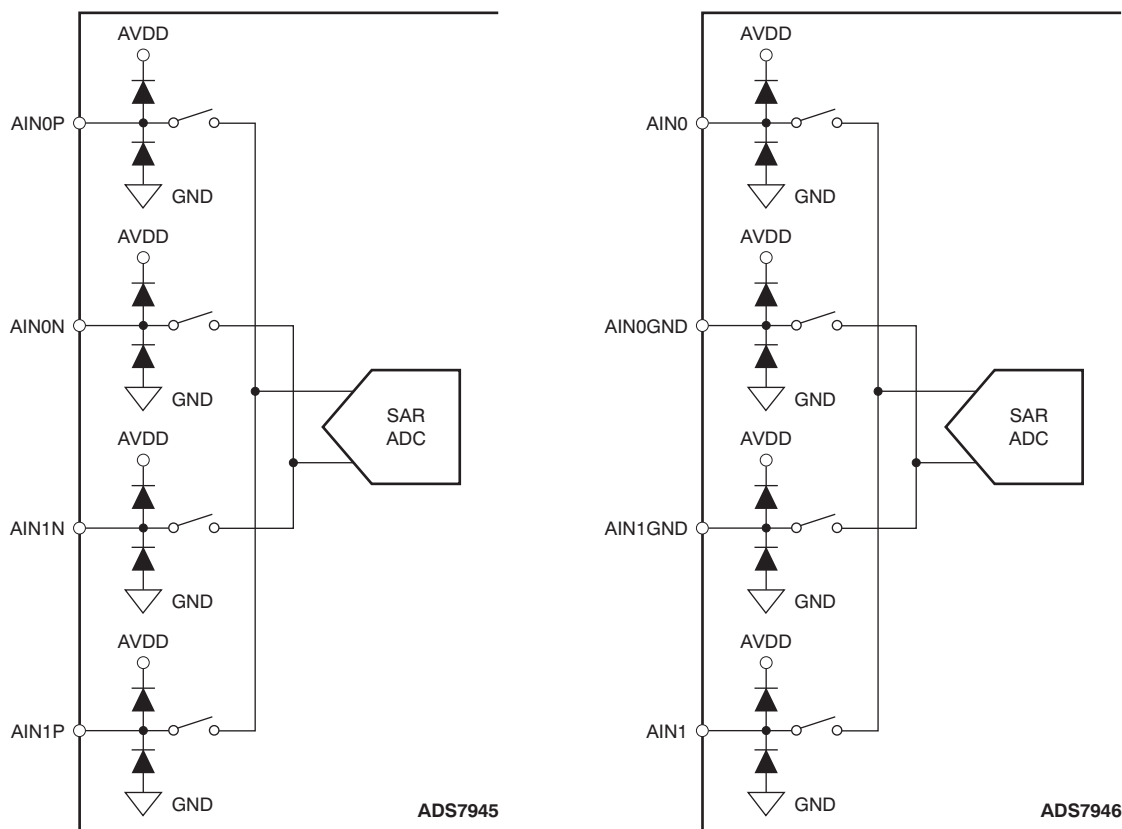 AVDD
AIN0P
GND
AVDD
AIN0N
GND
SAR
ADC
AVDD
AIN1N
GND
AVDD
AIN1P
GND
ADS7945
AVDD
AIN0
GND
AVDD
AIN0GND
GND
SAR
ADC
AVDD
AIN1GND
GND
AVDD
AIN1
GND
ADS7946